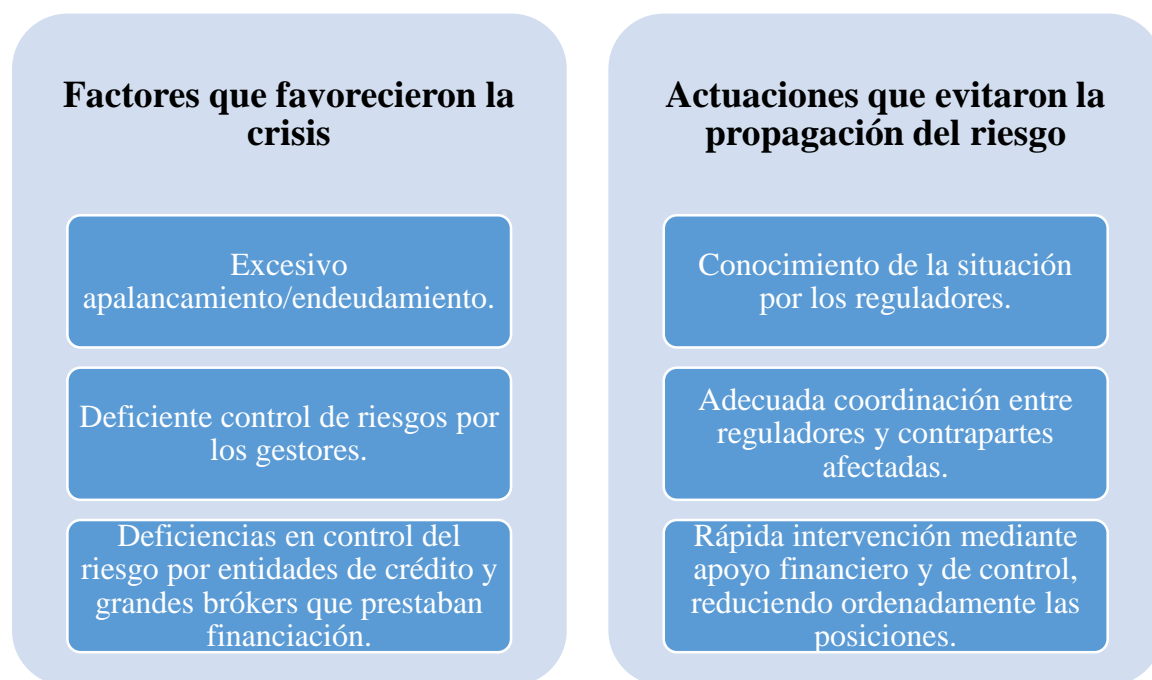 Factores que favorecieron la
crisis
Excesivo
apalancamiento/endeudamiento.
Deficiente control de riesgos por
los gestores.
Deficiencias en control del
riesgo por entidades de crédito y
grandes brókers que prestaban
financiación.
Actuaciones que evitaron la
propagación del riesgo
Conocimiento de la situación
por los reguladores.
Adecuada coordinación entre
reguladores y contrapartes
afectadas.
Rápida intervención mediante
apoyo financiero y de control,
reduciendo ordenadamente las
posiciones.